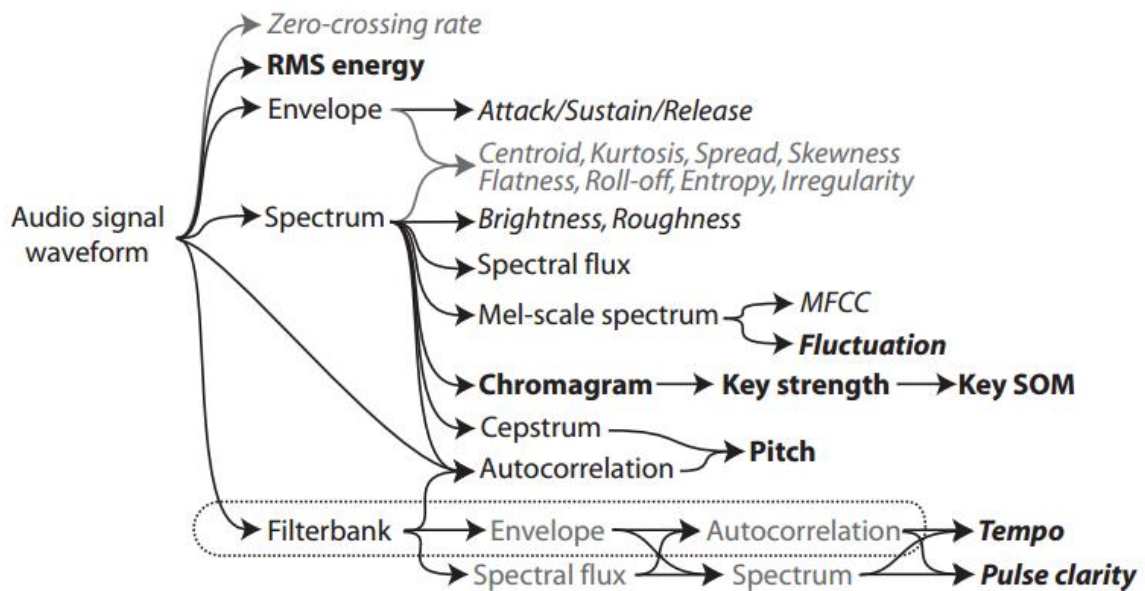 Zero-crossing rate
RMS energy
Envelope
Attack/Sustain/Release
Centroid, Kurtosis, Spread, Skewness
Flatness, Roll-off, Entropy, Irregularity
Audio signal
waveform
Spectrum
Brightness, Roughness
Spectral flux
Mel-scale spectrum
MFCC
Fluctuation
Chromagram
Key strength
Key SOM
Cepstrum
Pitch
Autocorrelation
Filterbank
Envelope
Autocorrelation
Tempo
Spectral flux
Spectrum
Pulse clarity